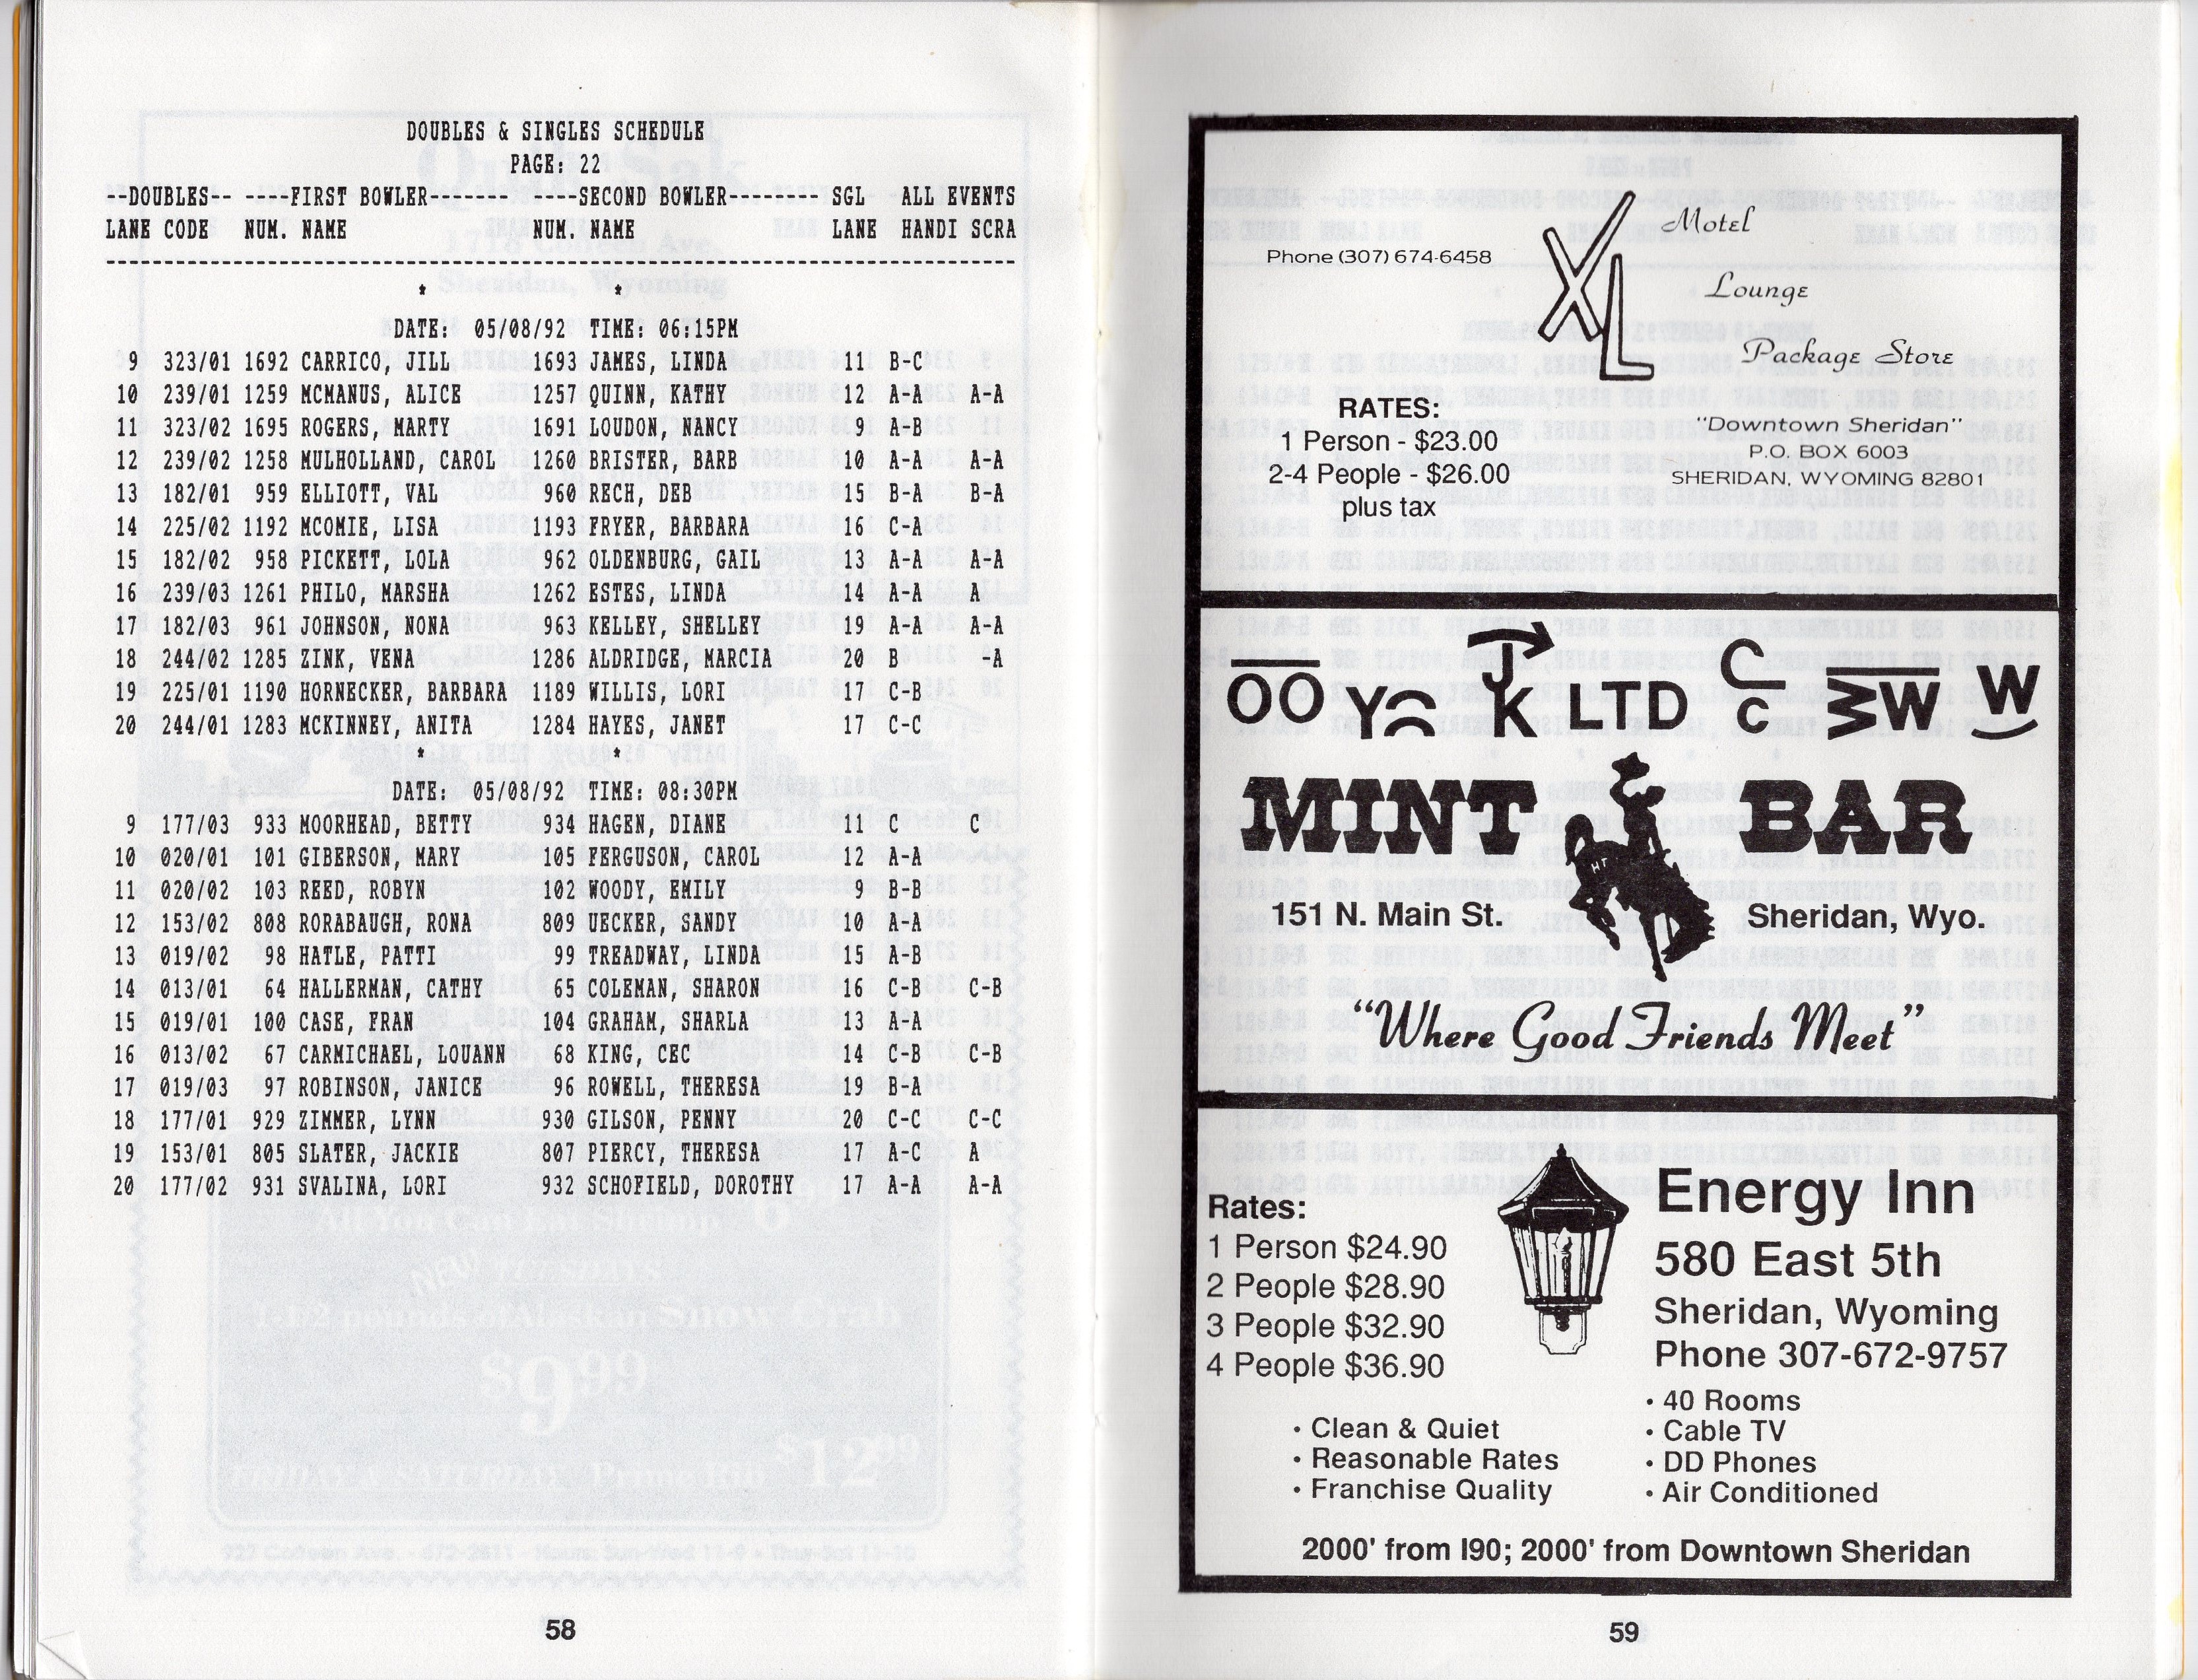 DOUBLES & SINGLES SCHEDULE
PAGE: 22
--DOUBLES-- ----FIRST BOWLER-------------SECOND BOWLER--------- SGL   ALL EVENTS
LANE CODE   NUM. NAME   NUM. NAME   LANE  HANDI SCRA
--------------------------------------------------------------------------------
*   *
DATE:  05/08/92  TIME: 06:15PM
9  323/01 1692 CARRICO, JILL   1693 JAMES, LINDA   11  B-C
10  239/01 1259 MCMANUS, ALICE   1257 QUINN, KATHY   12  A-A   A-A
11  323/02 1695 ROGERS, MARTY   1691 LOUDON, NANCY   9  A-B
12  239/02 1258 MULHOLLAND, CAROL   1260 BRISTER, BARB   10  A-A   A-A
13  182/01  959 ELLIOTT, VAL   960 RECH, DEB   15  B-A   B-A
14  225/02 1192 MCOMIE, LISA   1193 FRYER, BARBARA   16  C-A
15  182/02  958 PICKETT, LOLA   962 OLDENBURG, GAIL   13  A-A   A-A
16  239/03 1261 PHILO, MARSHA   1262 ESTES, LINDA   14  A-A   A
17  182/03  961 JOHNSON, NONA   963 KELLEY, SHELLEY   19  A-A   A-A
18  244/02 1285 ZINK, VENA   1286 ALDRIDGE, MARCIA   20  B   -A
19  225/01 1190 HORNECKER, BARBARA   1189 WILLIS, LORI   17  C-B
20  244/01 1283 MCKINNEY, ANITA   1284 HAYES, JANET   17  C-C
*   *
DATE:  05/08/92  TIME: 08:30PM
9  177/03  933 MOORHEAD, BETTY   934 HAGEN, DIANE   11  C   C
10  020/01  101 GIBERSON, MARY   105 FERGUSON, CAROL   12  A-A
11  020/02  103 REED, ROBYN   102 WOODY, EMILY   9  B-B
12  153/02  808 RORABAUGH, RONA   809 UECKER, SANDY   10  A-A
13  019/02   98 HATLE, PATTI   99 TREADWAY, LINDA   15  A-B
14  013/01   64 HALLERMAN, CATHY   65 COLEMAN, SHARON   16  C-B   C-B
15  019/01  100 CASE, FRAN   104 GRAHAM, SHARLA   13  A-A
16  013/02   67 CARMICHAEL, LOUANN   68 KING, CEC   14  C-B   C-B
17  019/03   97 ROBINSON, JANICE   96 ROWELL, THERESA   19  B-A
18  177/01  929 ZIMMER, LYNN   930 GILSON, PENNY   20  C-C   C-C
19  153/01  805 SLATER, JACKIE   807 PIERCY, THERESA   17  A-C   A
20  177/02  931 SVALINA, LORI   932 SCHOFIELD, DOROTHY   17  A-A   A-A
58
XL
Motel
Phone (307) 674-6458
Lounge
Package Store
RATES:
1 Person - $23.00
2-4 People - $26.00
plus tax
"Downtown Sheridan"
P.O. BOX 6003
SHERIDAN, WYOMING 82801
MINT BAR
151 N. Main St.
Sheridan, Wyo.
"Where Good Friends Meet"
Rates:
1 Person $24.90
2 People $28.90
3 People $32.90
4 People $36.90
Energy Inn
580 East 5th
Sheridan, Wyoming
Phone 307-672-9757
• Clean & Quiet
• Reasonable Rates
• Franchise Quality
• 40 Rooms
• Cable TV
• DD Phones
• Air Conditioned
2000' from I90; 2000' from Downtown Sheridan
59